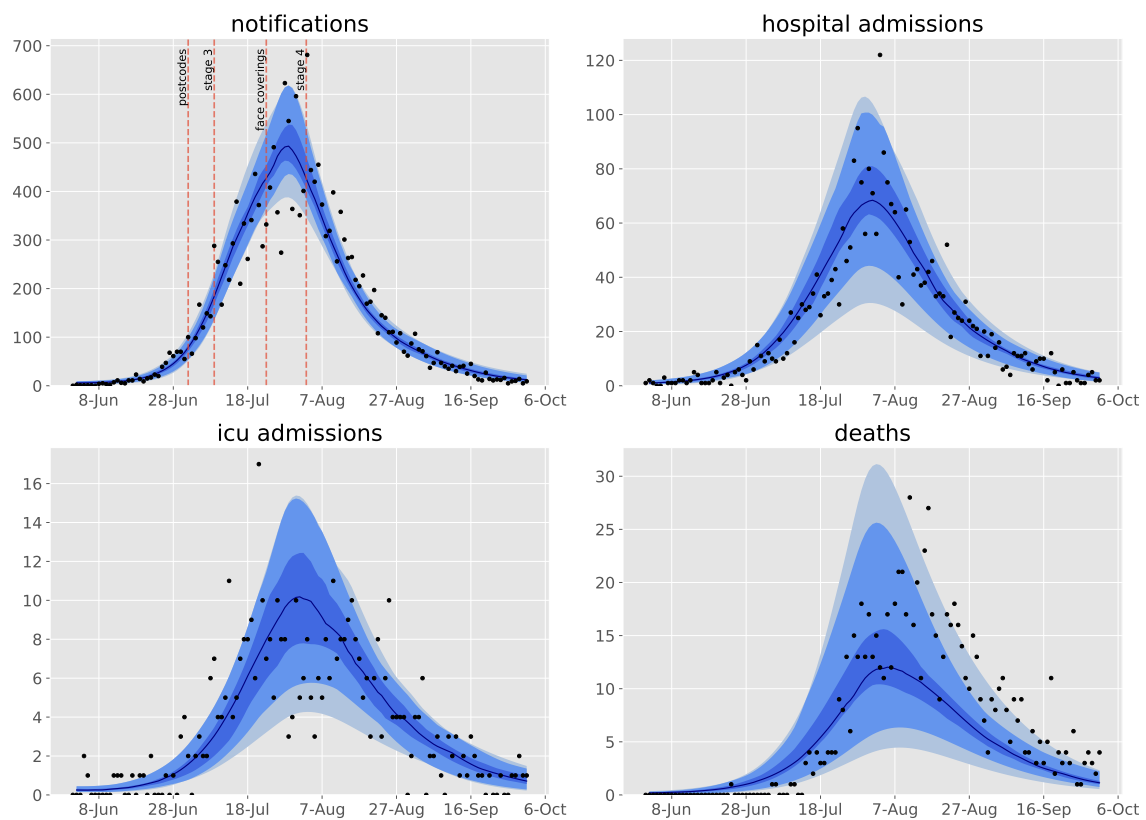 notifications
700
600
500
400
300
200
100
0
postcodes
stage 3
face coverings
stage 4
8-Jun 28-Jun 18-Jul 7-Aug 27-Aug 16-Sep 6-Oct
hospital admissions
120
100
80
60
40
20
0
8-Jun 28-Jun 18-Jul 7-Aug 27-Aug 16-Sep 6-Oct
icu admissions
16
14
12
10
8
6
4
2
0
8-Jun 28-Jun 18-Jul 7-Aug 27-Aug 16-Sep 6-Oct
deaths
30
25
20
15
10
5
0
8-Jun 28-Jun 18-Jul 7-Aug 27-Aug 16-Sep 6-Oct